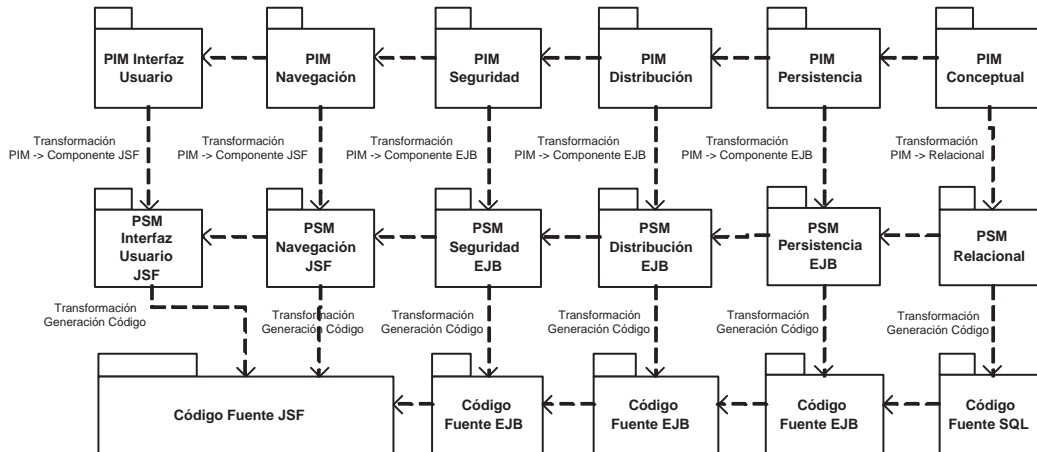 PIM Interfaz
Usuario
PIM
Navegación
PIM
Seguridad
PIM
Distribución
PIM
Persistencia
PIM
Conceptual
Transformación
PIM -> Componente JSF
Transformación
PIM -> Componente JSF
Transformación
PIM -> Componente EJB
Transformación
PIM -> Componente EJB
Transformación
PIM -> Componente EJB
Transformación
PIM -> Relacional
PSM
Interfaz
Usuario
JSF
PSM
Navegación
JSF
PSM
Seguridad
EJB
PSM
Distribución
EJB
PSM
Persistencia
EJB
PSM
Relacional
Transformación
Generación Código
Transformación
Generación Código
Transformación
Generación Código
Transformación
Generación Código
Transformación
Generación Código
Transformación
Generación Código
Código Fuente JSF
Código
Fuente EJB
Código
Fuente EJB
Código
Fuente EJB
Código
Fuente SQL